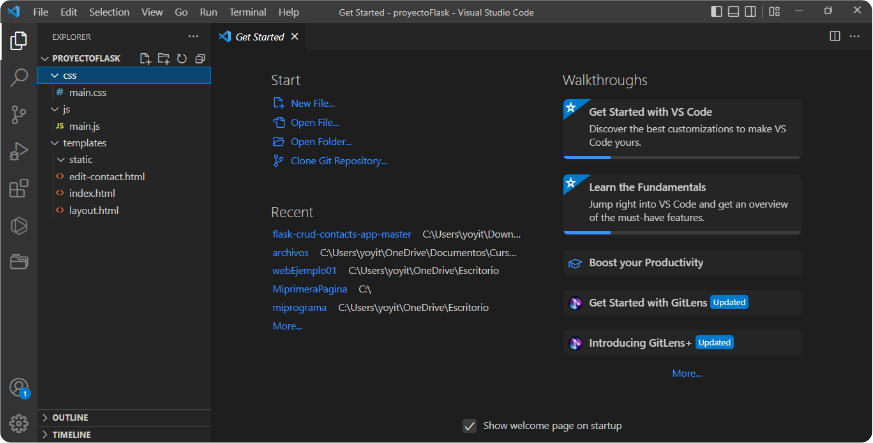 File Edit Selection View Go Run Terminal Help Get Started - proyectoFlask - Visual Studio Code
EXPLORER
PROYECTOFLASK
css
# main.css
js
JS main.js
templates
static
<> edit-contact.html
<> index.html
<> layout.html
OUTLINE
TIMELINE
1
Get Started
Start
New File...
Open File...
Open Folder...
Clone Git Repository...
Recent
flask-crud-contacts-app-master C:\Users\yoyit\Down...
archivos C:\Users\yoyit\OneDrive\Documentos\Curs...
webEjemplo01 C:\Users\yoyit\OneDrive\Escritorio
MiprimeraPagina C:\
miprograma C:\Users\yoyit\OneDrive\Escritorio
More...
Walkthroughs
Get Started with VS Code
Discover the best customizations to make VS
Code yours.
Learn the Fundamentals
Jump right into VS Code and get an overview
of the must-have features.
Boost your Productivity
Get Started with GitLens Updated
Introducing GitLens+ Updated
More...
Show welcome page on startup